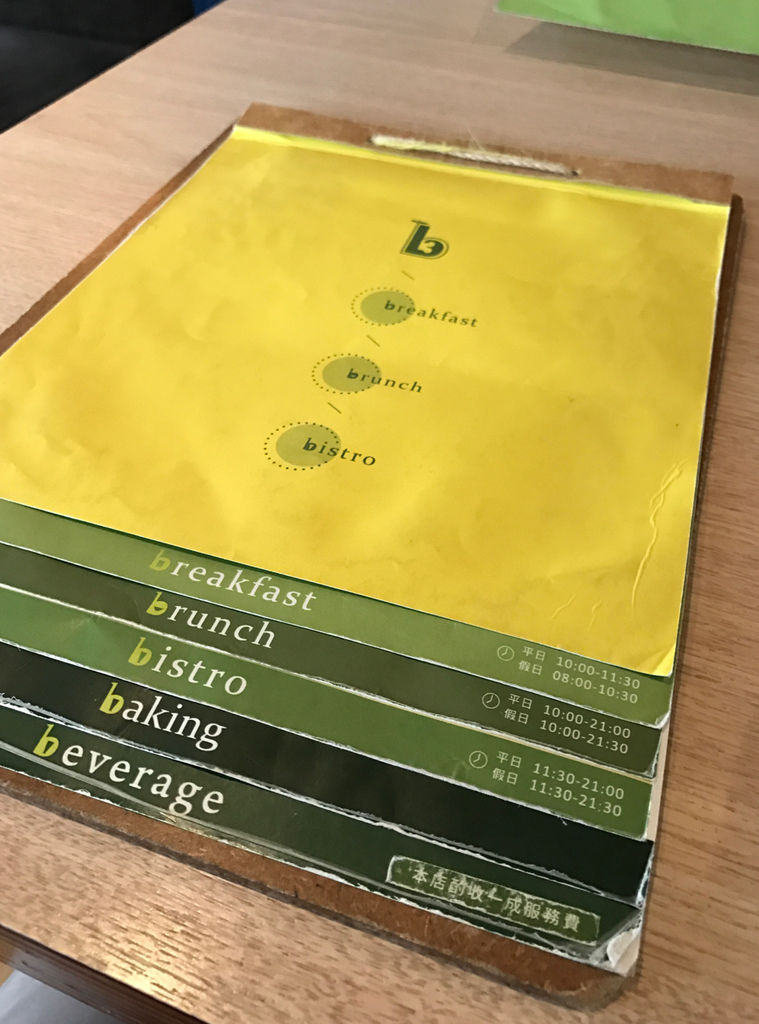 b3
breakfast
brunch
bistro
breakfast
平日 10:00-11:30
假日 08:00-10:30
brunch
平日 10:00-21:00
假日 10:00-21:30
bistro
平日 11:30-21:00
假日 11:30-21:30
baking
beverage
本店酌收一成服務費